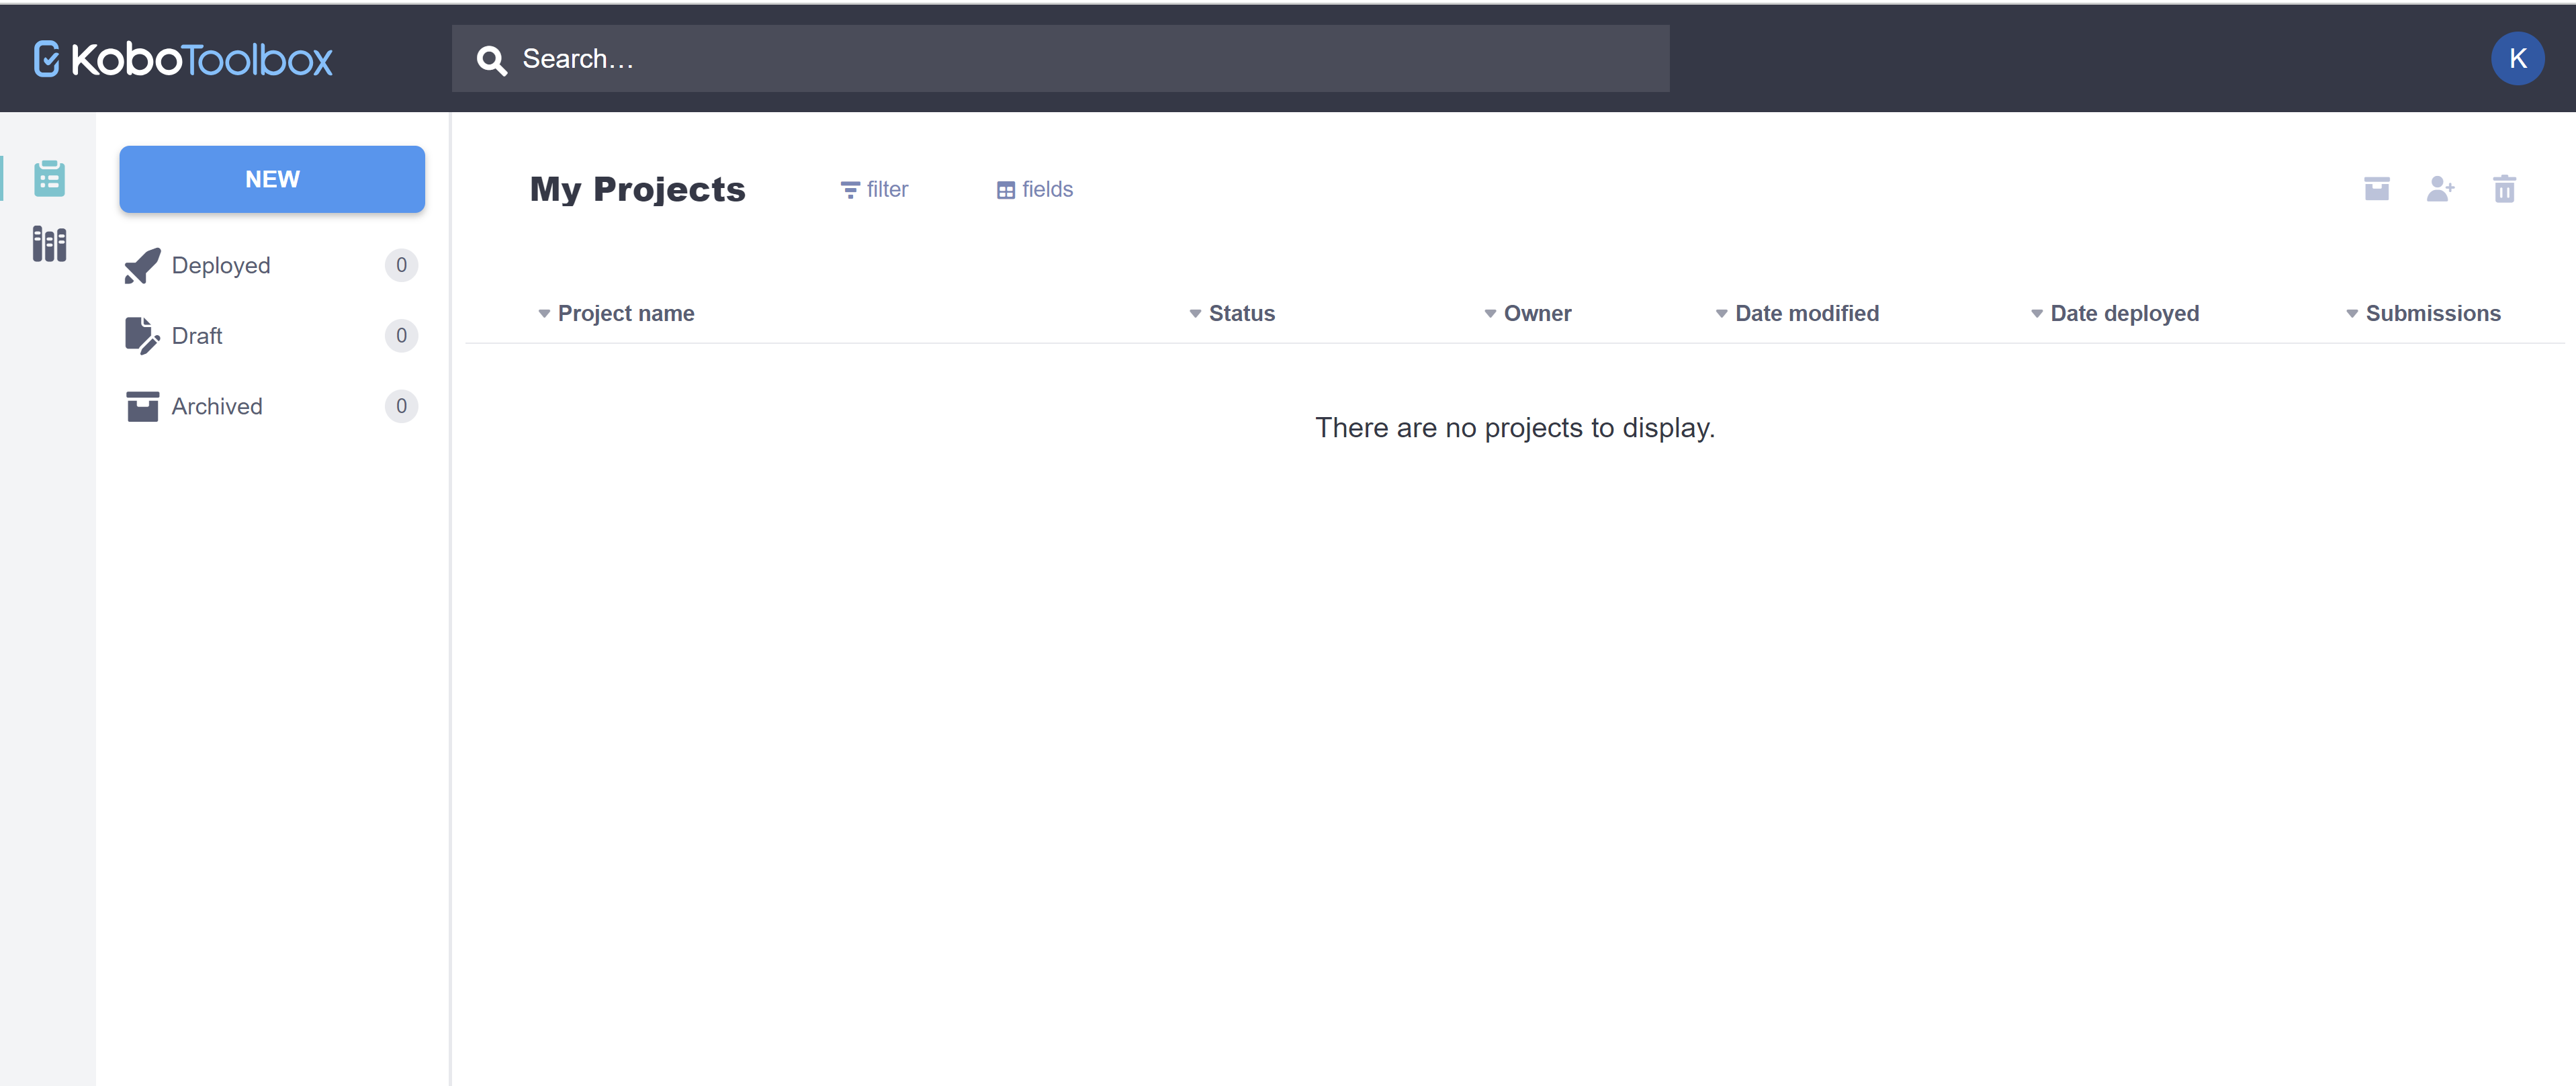 KoboToolbox
Search...
K
NEW
Deployed 0
Draft 0
Archived 0
My Projects
filter
fields
Project name Status Owner Date modified Date deployed Submissions
There are no projects to display.